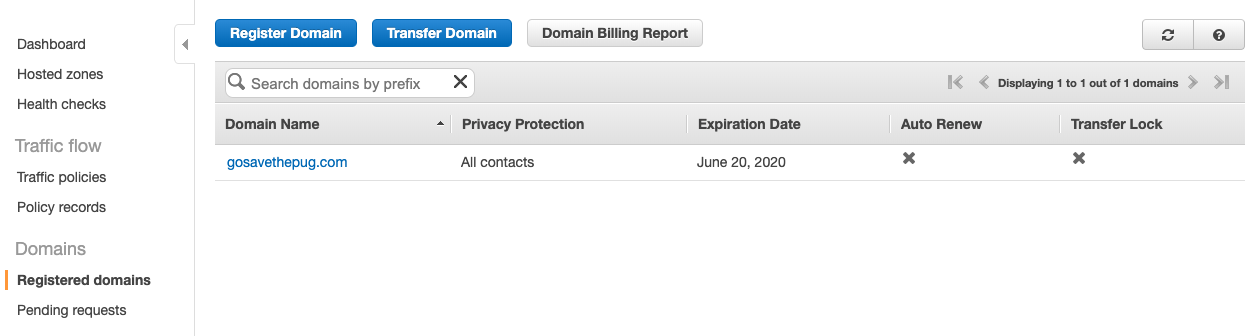 Dashboard
Hosted zones
Health checks
Traffic flow
Traffic policies
Policy records
Domains
Registered domains
Pending requests
Register Domain Transfer Domain Domain Billing Report
Search domains by prefix Displaying 1 to 1 out of 1 domains
Domain Name Privacy Protection Expiration Date Auto Renew Transfer Lock
gosavethepug.com All contacts June 20, 2020